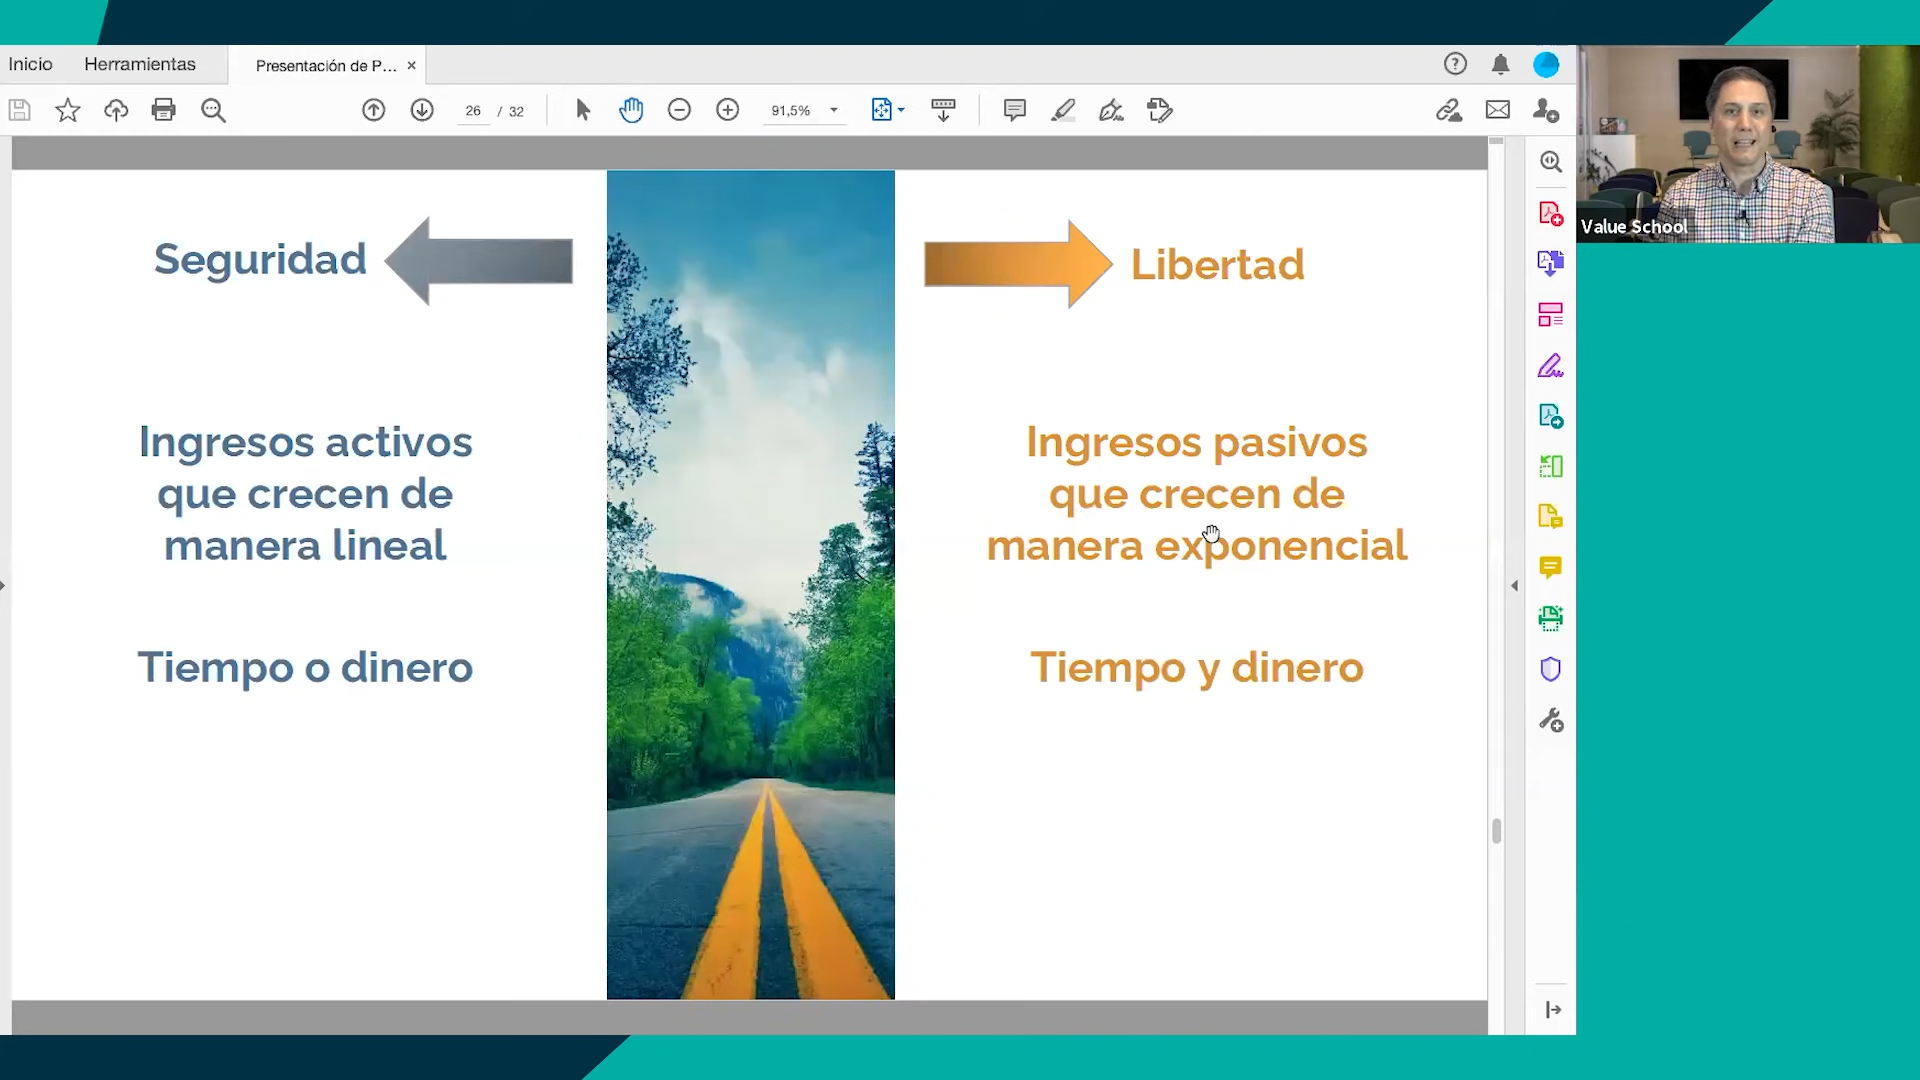 Inicio
Herramientas
Presentación de P...
26 / 32
91,5%
Value School
Seguridad
Libertad
Ingresos activos
que crecen de
manera lineal
Ingresos pasivos
que crecen de
manera exponencial
Tiempo o dinero
Tiempo y dinero